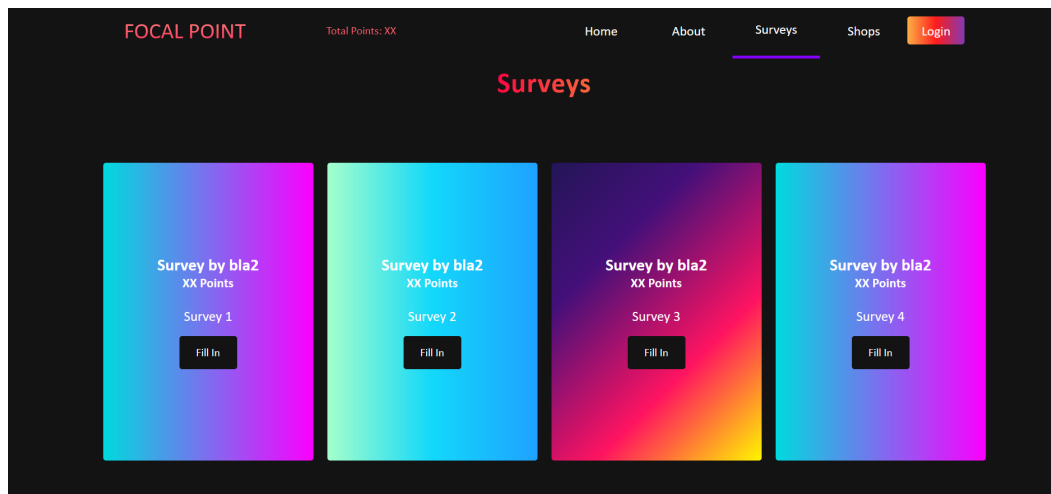 FOCAL POINT
Total Points: XX
Home
About
Surveys
Shops
Login
Surveys
Survey by bla2
XX Points
Survey 1
Fill In
Survey by bla2
XX Points
Survey 2
Fill In
Survey by bla2
XX Points
Survey 3
Fill In
Survey by bla2
XX Points
Survey 4
Fill In